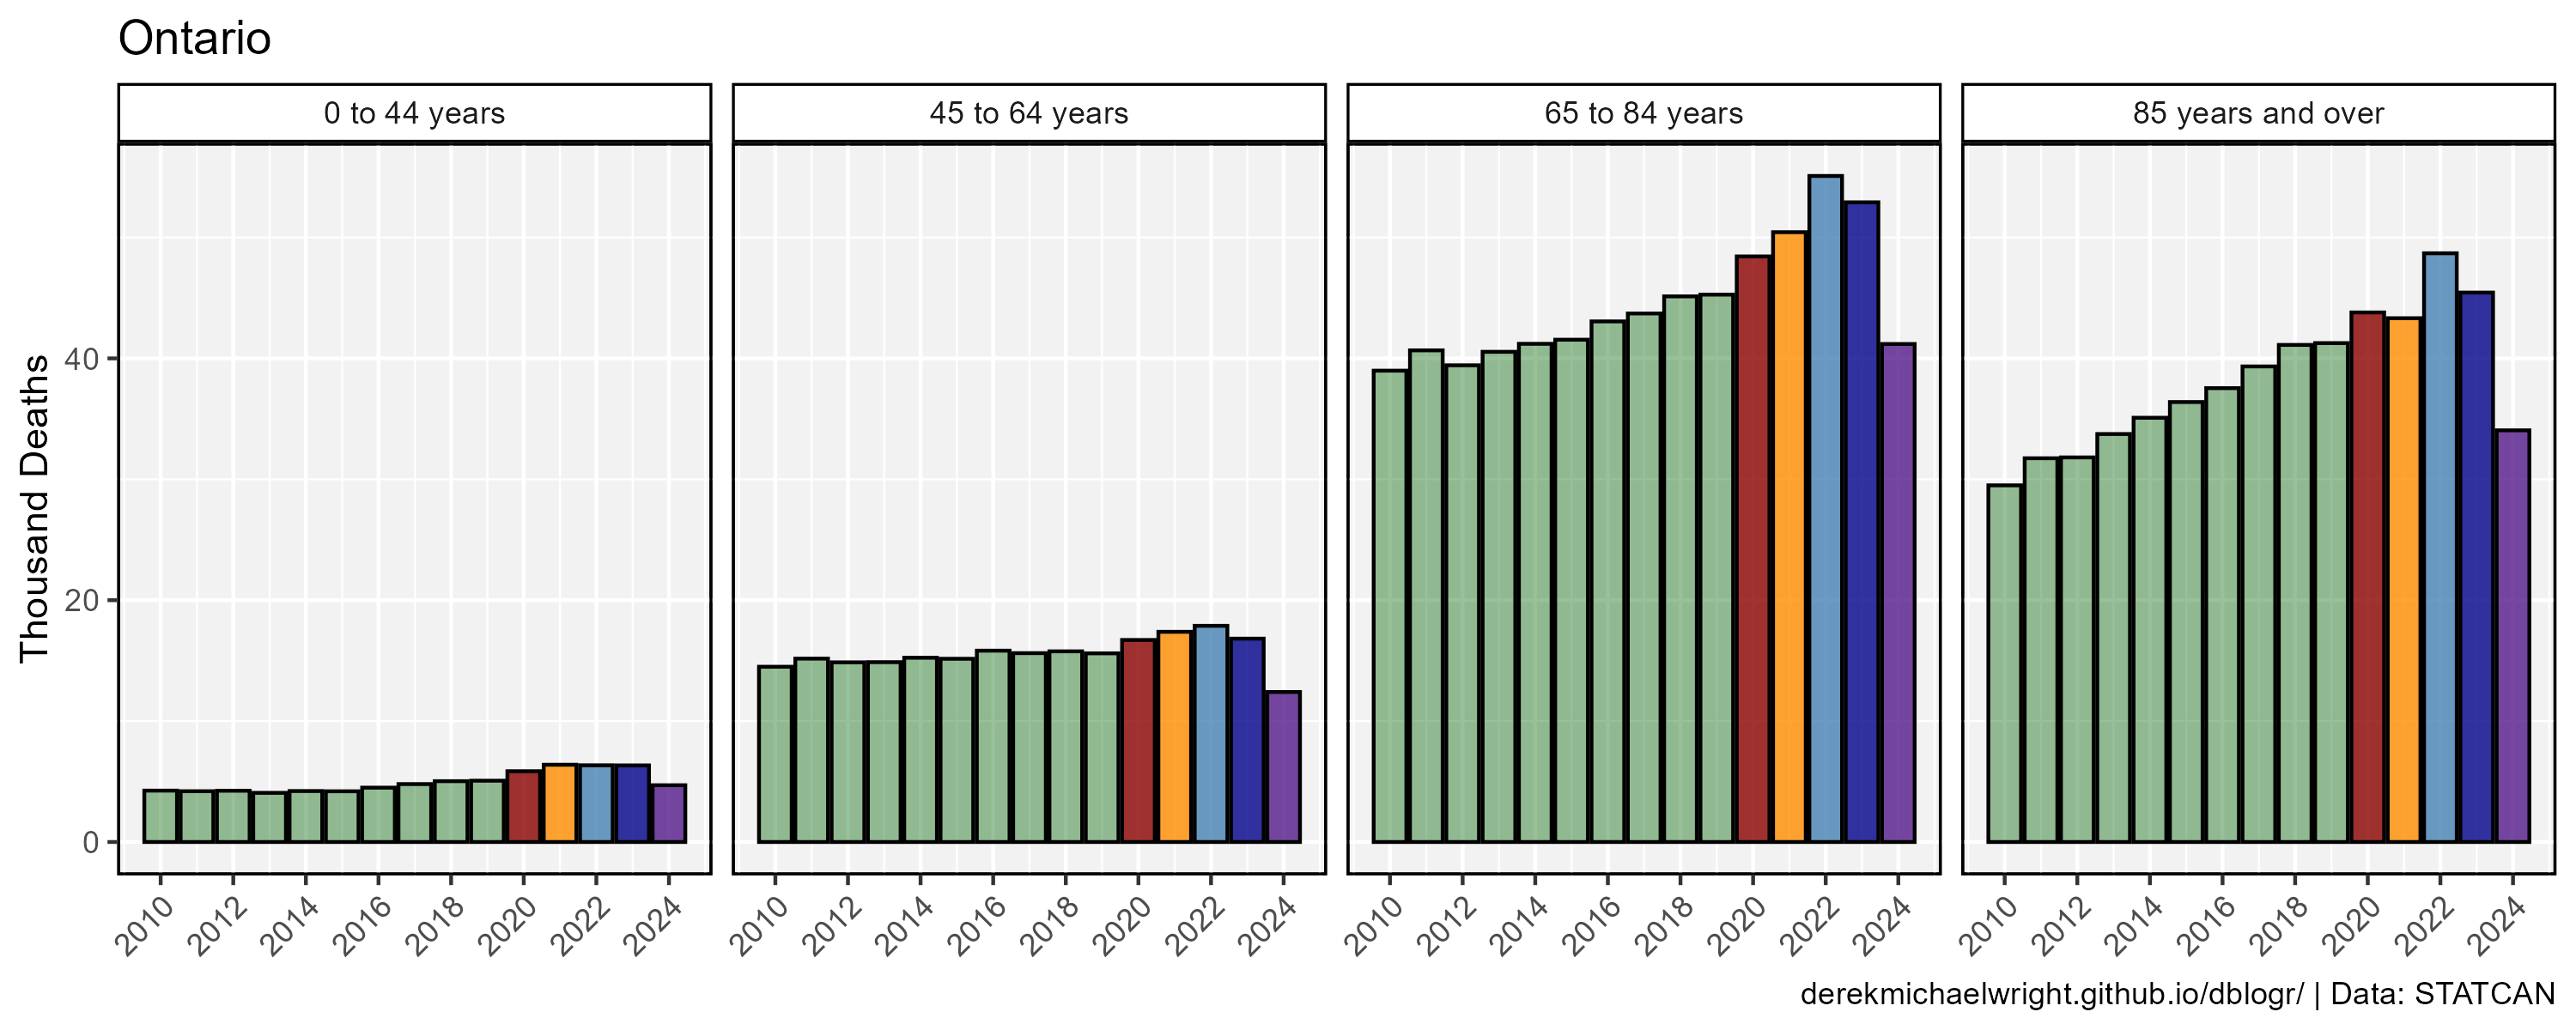 Ontario
0 to 44 years 45 to 64 years 65 to 84 years 85 years and over
Thousand Deaths
40
20
0
2010 2012 2014 2016 2018 2020 2022 2024 2010 2012 2014 2016 2018 2020 2022 2024 2010 2012 2014 2016 2018 2020 2022 2024 2010 2012 2014 2016 2018 2020 2022 2024
derekmichaelwright.github.io/dblogr/ | Data: STATCAN